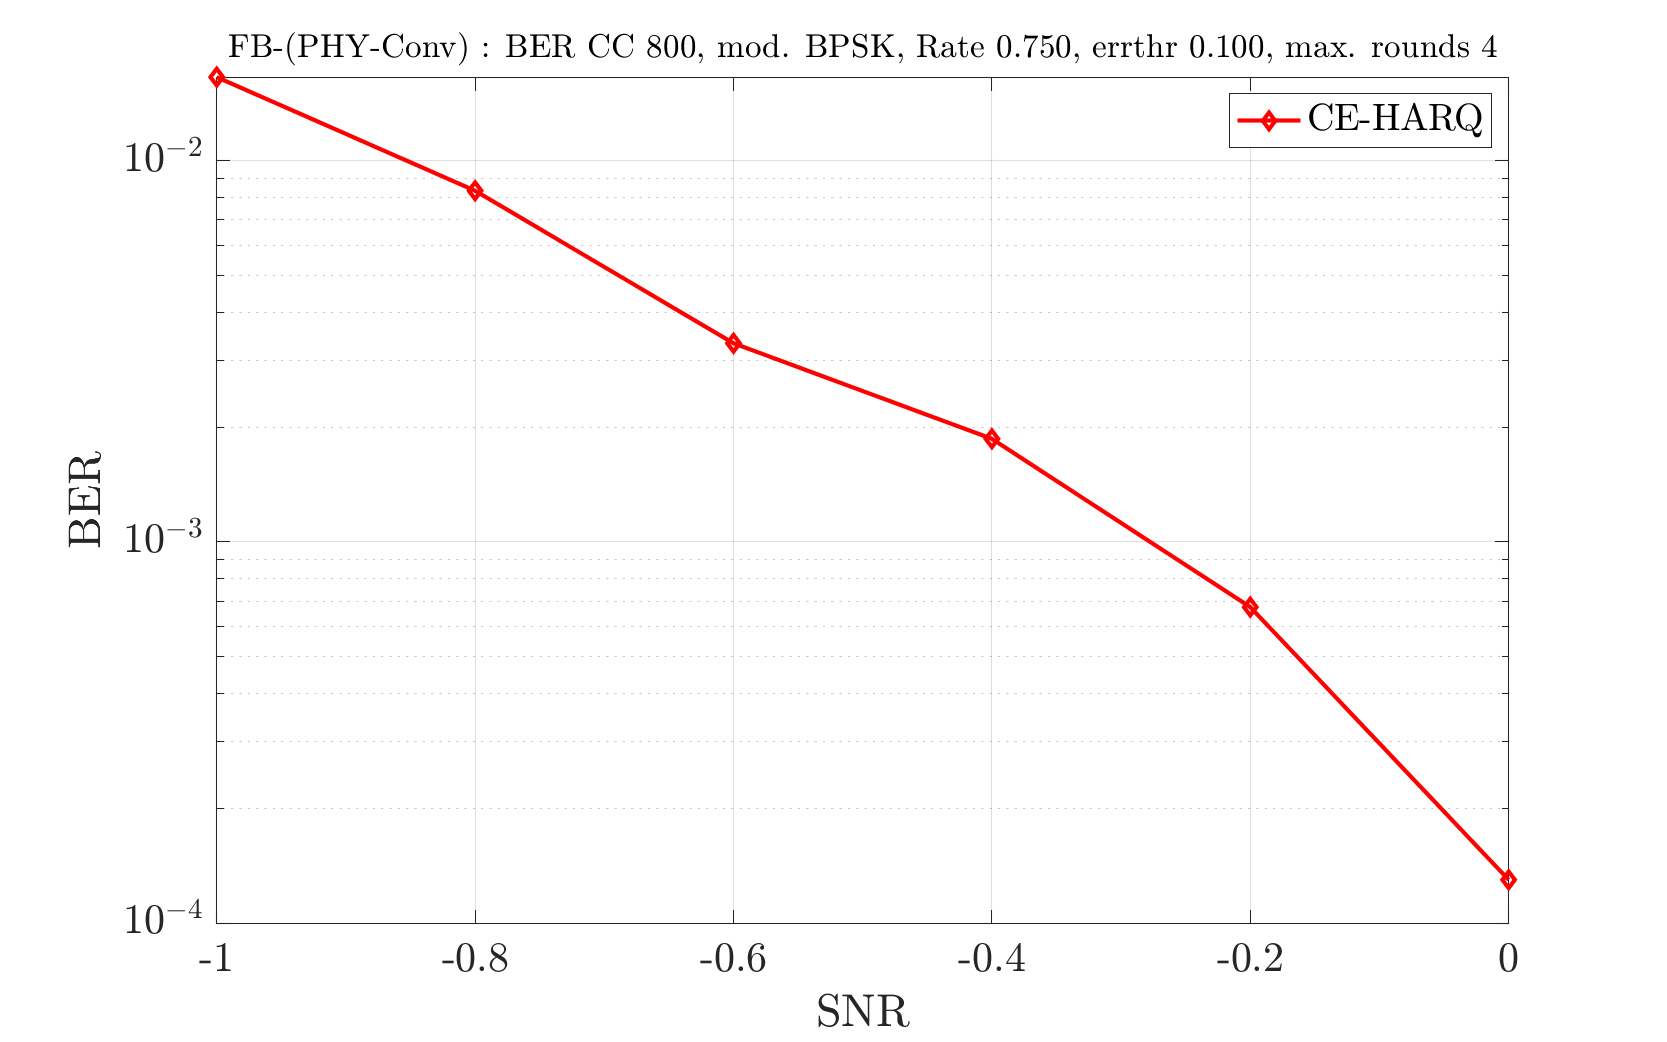 FB-(PHY-Conv) : BER CC 800, mod. BPSK, Rate 0.750, errthr 0.100, max. rounds 4
CE-HARQ
10⁻²
10⁻³
10⁻⁴
BER
-1 -0.8 -0.6 -0.4 -0.2 0
SNR